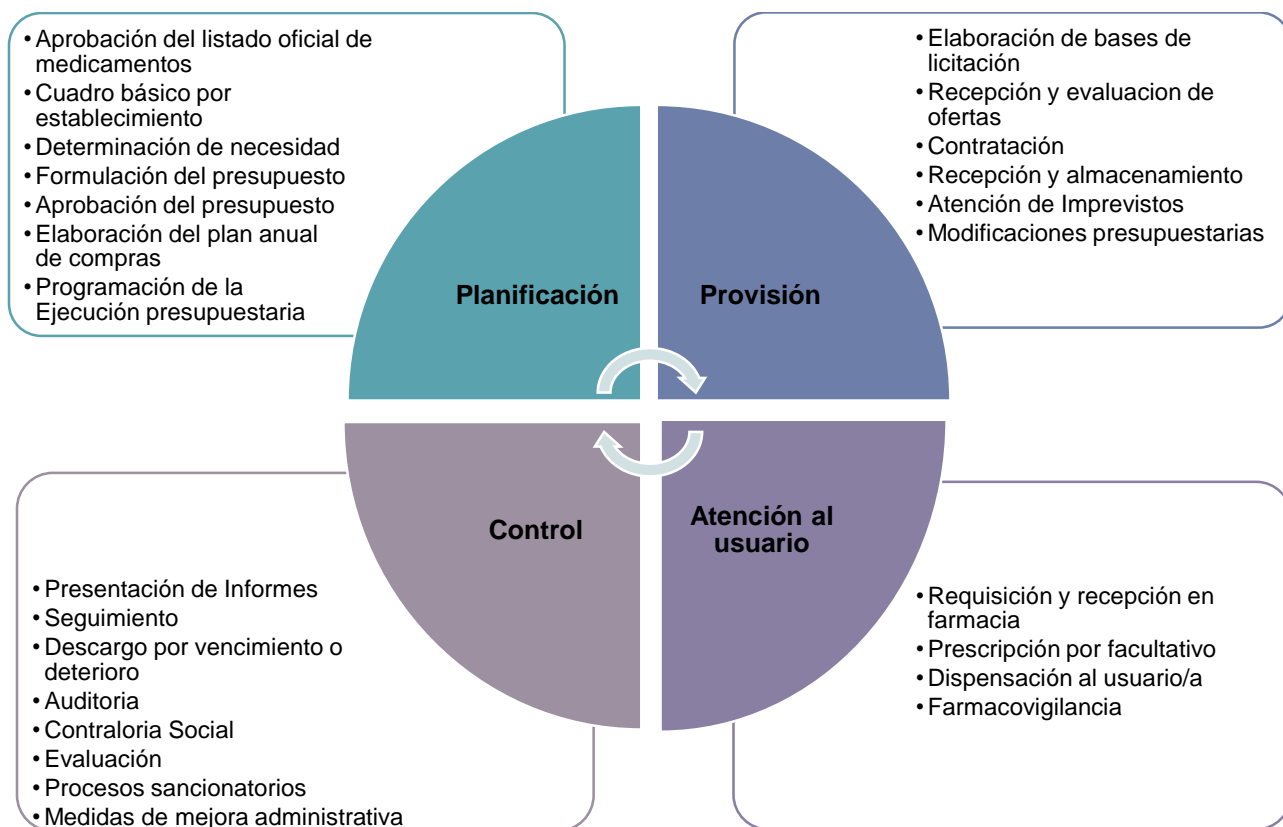 • Aprobación del listado oficial de
medicamentos
• Cuadro básico por
establecimiento
• Determinación de necesidad
• Formulación del presupuesto
• Aprobación del presupuesto
• Elaboración del plan anual
de compras
• Programación de la
Ejecución presupuestaria
• Elaboración de bases de
licitación
• Recepción y evaluacion de
ofertas
• Contratación
• Recepción y almacenamiento
• Atención de Imprevistos
• Modificaciones presupuestarias
Planificación
Provisión
Control
Atención al
usuario
• Presentación de Informes
• Seguimiento
• Descargo por vencimiento o
deterioro
• Auditoria
• Contraloria Social
• Evaluación
• Procesos sancionatorios
• Medidas de mejora administrativa
• Requisición y recepción en
farmacia
• Prescripción por facultativo
• Dispensación al usuario/a
• Farmacovigilancia